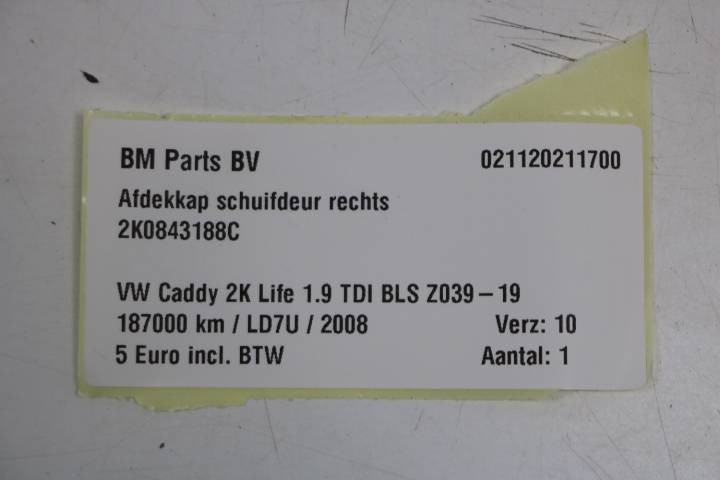 BM Parts BV 021120211700
Afdekkap schuifdeur rechts
2K0843188C
VW Caddy 2K Life 1.9 TDI BLS Z039 – 19
187000 km / LD7U / 2008 Verz: 10
5 Euro incl. BTW Aantal: 1